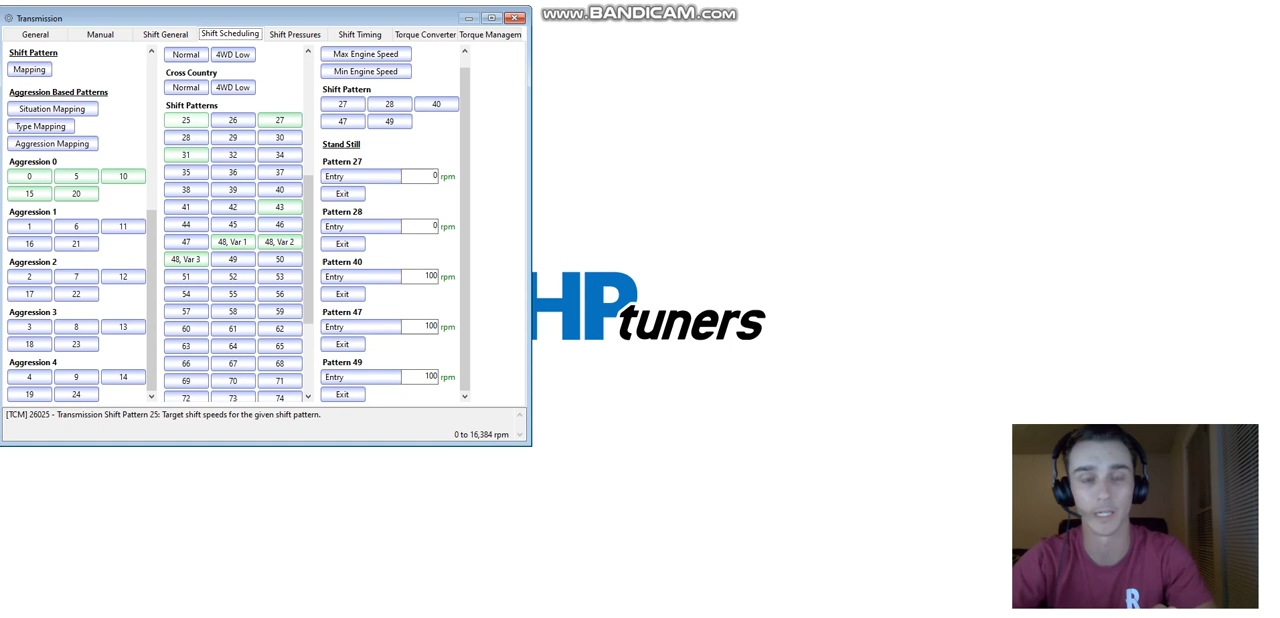 Transmission
WWW.BANDICAM.COM
General Manual Shift General Shift Scheduling Shift Pressures Shift Timing Torque Converter Torque Managem
Shift Pattern
Mapping
Aggression Based Patterns
Situation Mapping
Type Mapping
Aggression Mapping
Aggression 0
0 5 10
15 20
Aggression 1
1 6 11
16 21
Aggression 2
2 7 12
17 22
Aggression 3
3 8 13
18 23
Aggression 4
4 9 14
19 24
Normal 4WD Low
Cross Country
Normal 4WD Low
Shift Patterns
25 26 27
28 29 30
31 32 34
35 36 37
38 39 40
41 42 43
44 45 46
47 48, Var 1 48, Var 2
48, Var 3 49 50
51 52 53
54 55 56
57 58 59
60 61 62
63 64 65
66 67 68
69 70 71
72 73 74
Max Engine Speed
Min Engine Speed
Shift Pattern
27 28 40
47 49
Stand Still
Pattern 27
Entry 0 rpm
Exit
Pattern 28
Entry 0 rpm
Exit
Pattern 40
Entry 100 rpm
Exit
Pattern 47
Entry 100 rpm
Exit
Pattern 49
Entry 100 rpm
Exit
[TCM] 26025 - Transmission Shift Pattern 25: Target shift speeds for the given shift pattern.
0 to 16,384 rpm
HP tuners
R